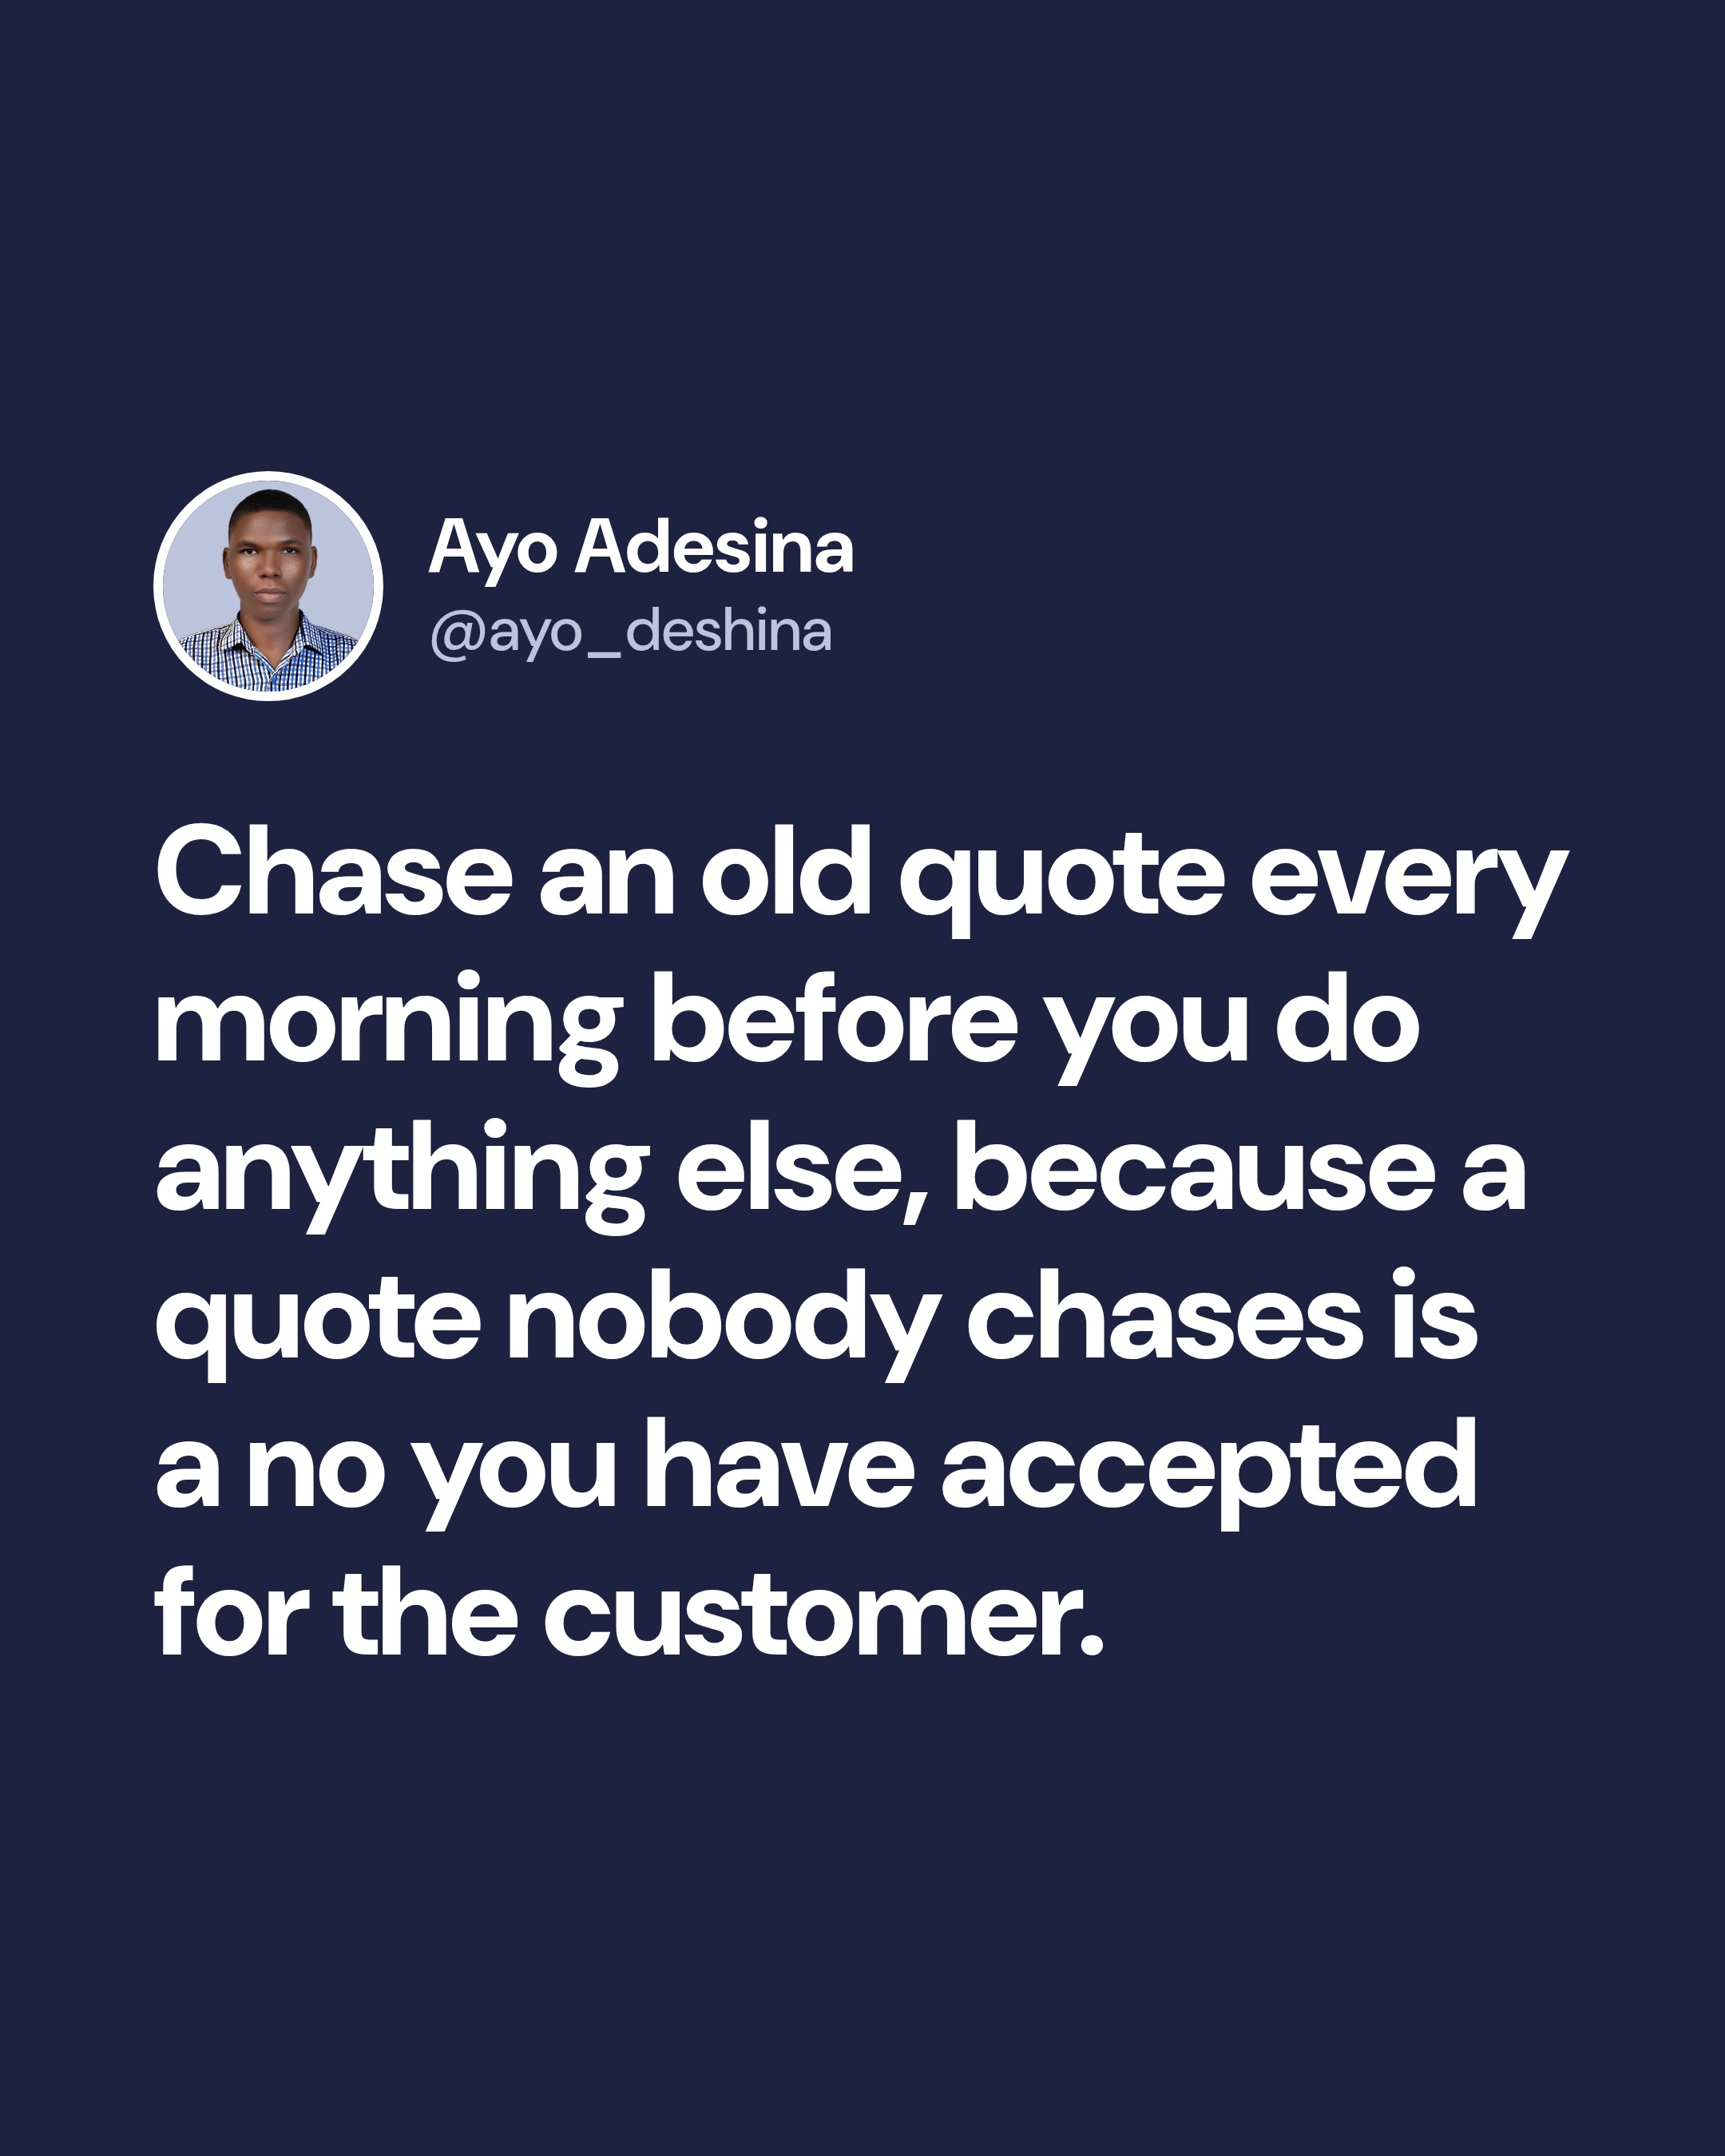 Ayo Adesina
@ayo_deshina
Chase an old quote every
morning before you do
anything else, because a
quote nobody chases is
a no you have accepted
for the customer.